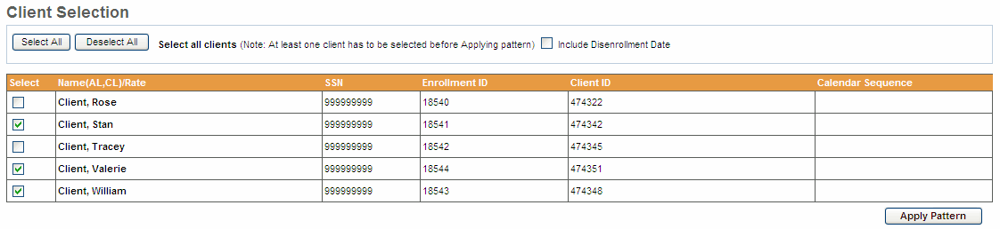 Client Selection
Select All Deselect All Select all clients (Note: At least one client has to be selected before Applying pattern) Include Disenrollment Date
Select Name(AL,CL)/Rate SSN Enrollment ID Client ID Calendar Sequence
Client, Rose 999999999 18540 474322
Client, Stan 999999999 18541 474342
Client, Tracey 999999999 18542 474345
Client, Valerie 999999999 18544 474351
Client, William 999999999 18543 474348
Apply Pattern